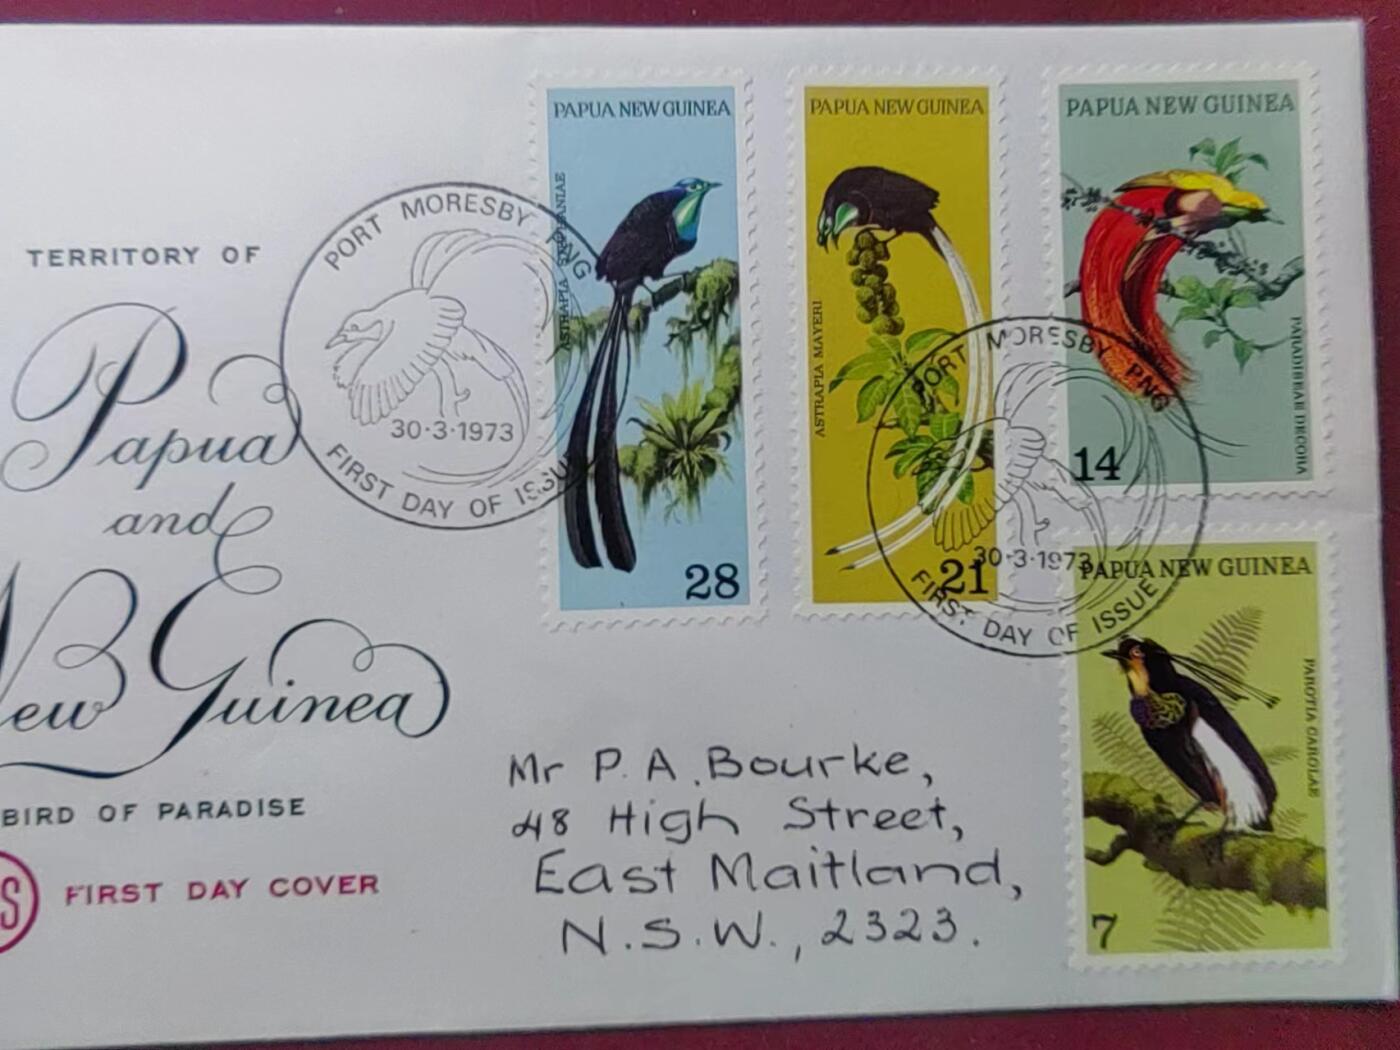 TERRITORY OF
Papua
and
New Guinea
BIRD OF PARADISE
S FIRST DAY COVER
PORT MORESBY PNG
30·3·1973
FIRST DAY OF ISSUE
PAPUA NEW GUINEA
ASTRAPIA STEPHANIAE
28
PAPUA NEW GUINEA
ASTRAPIA MAYERI
21
PAPUA NEW GUINEA
PARADISEAE DECORA
14
PORT MORESBY PNG
30·3·1973
FIRST DAY OF ISSUE
PAPUA NEW GUINEA
PAROTIA CAROLAE
7
Mr P. A. Bourke,
48 High Street,
East Maitland,
N.S.W., 2323.